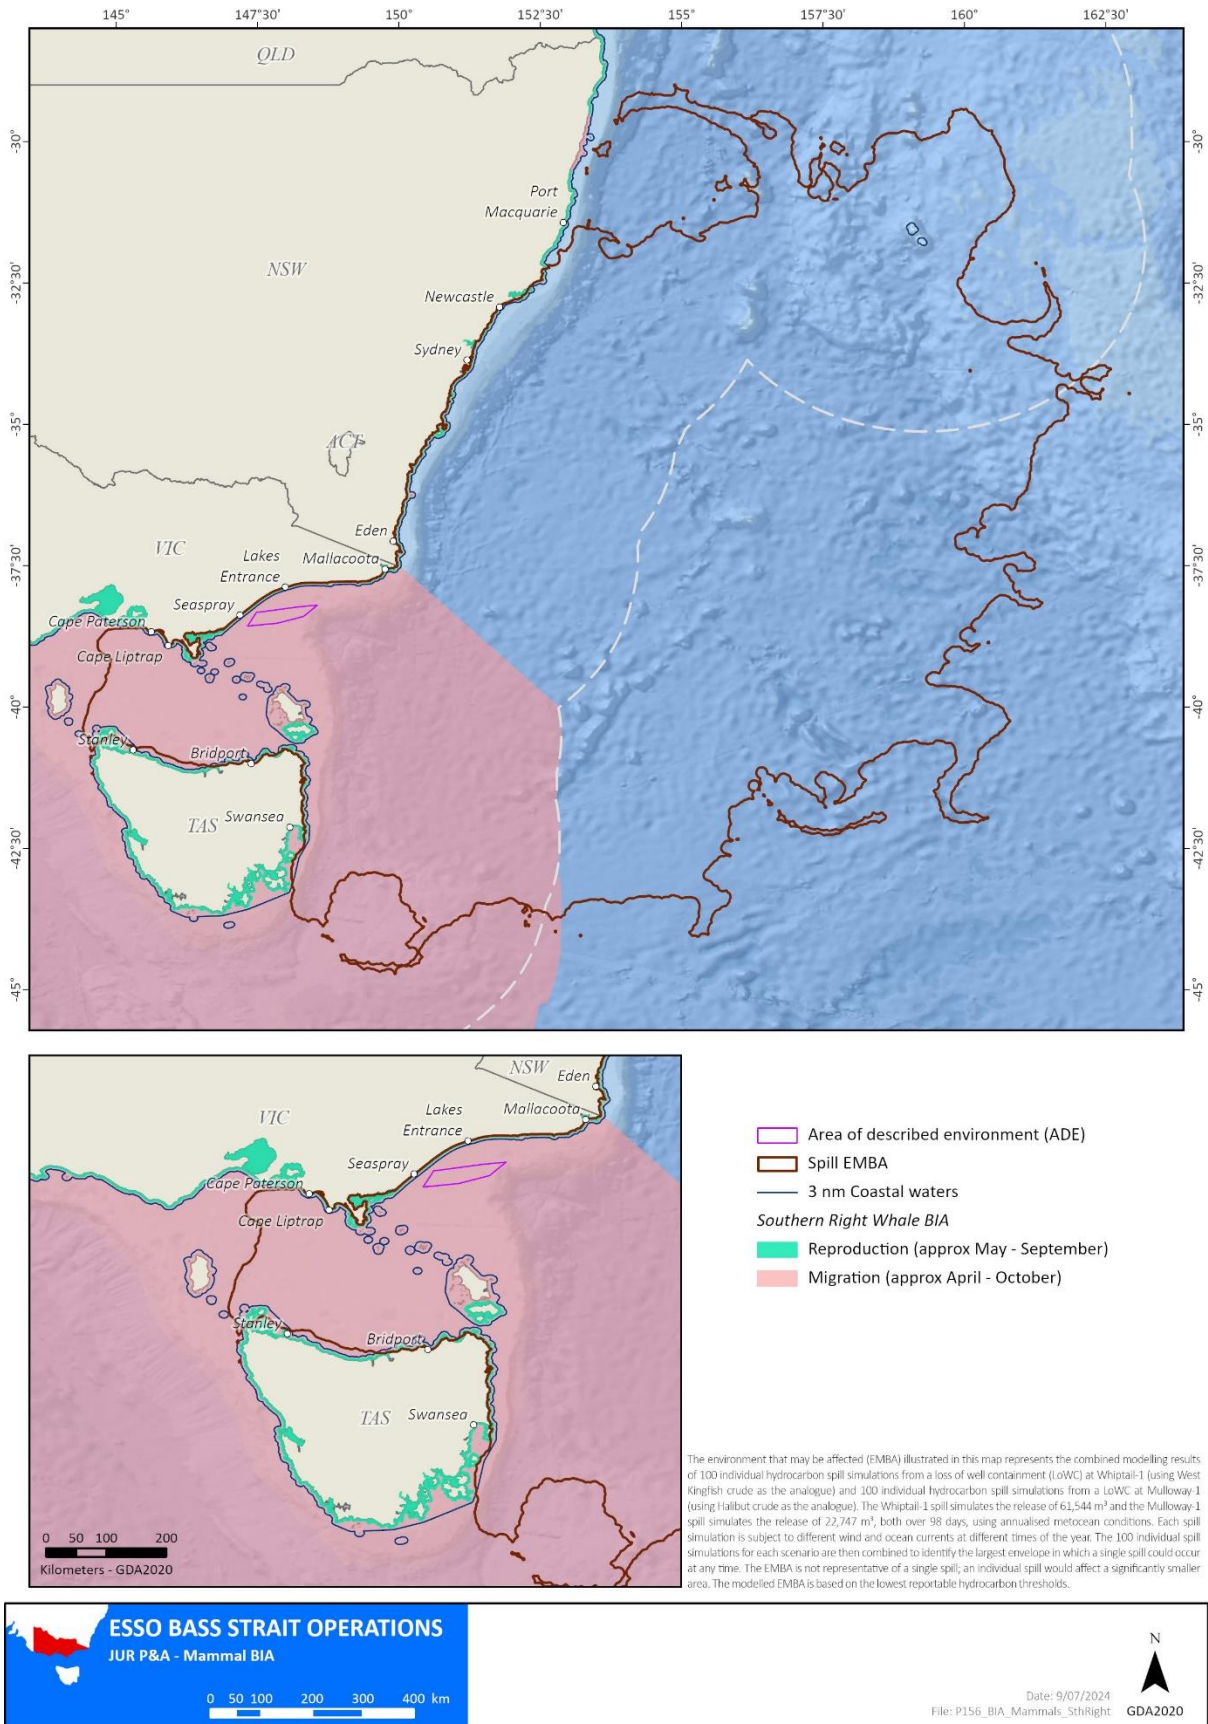 145° 147°30' 150° 152°30' 155° 157°30' 160° 162°30'
QLD
-30° -30°
Port
Macquarie
NSW
-32°30' -32°30'
Newcastle
Sydney
-35° -35°
ACT
Eden
VIC
Lakes
Entrance
Mallacoota
-37°30' -37°30'
Seaspray
Cape Paterson
Cape Liptrap
-40° -40°
Stanley
Bridport
TAS
Swansea
-42°30' -42°30'
-45° -45°
NSW
Eden
Mallacoota
VIC
Lakes
Entrance
Seaspray
Cape Paterson
Cape Liptrap
Stanley
Bridport
TAS
Swansea
0 50 100 200
Kilometers - GDA2020
Area of described environment (ADE)
Spill EMBA
3 nm Coastal waters
Southern Right Whale BIA
Reproduction (approx May - September)
Migration (approx April - October)
The environment that may be affected (EMBA) illustrated in this map represents the combined modelling results
of 100 individual hydrocarbon spill simulations from a loss of well containment (LoWC) at Whiptail-1 (using West
Kingfish crude as the analogue) and 100 individual hydrocarbon spill simulations from a LoWC at Mulloway-1
(using Halibut crude as the analogue). The Whiptail-1 spill simulates the release of 61,544 m³ and the Mulloway-1
spill simulates the release of 22,747 m³, both over 98 days, using annualised metocean conditions. Each spill
simulation is subject to different wind and ocean currents at different times of the year. The 100 individual spill
simulations for each scenario are then combined to identify the largest envelope in which a single spill could occur
at any time. The EMBA is not representative of a single spill; an individual spill would affect a significantly smaller
area. The modelled EMBA is based on the lowest reportable hydrocarbon thresholds.
ESSO BASS STRAIT OPERATIONS
JUR P&A - Mammal BIA
0 50 100 200 300 400 km
N
Date: 9/07/2024
File: P156_BIA_Mammals_SthRight
GDA2020